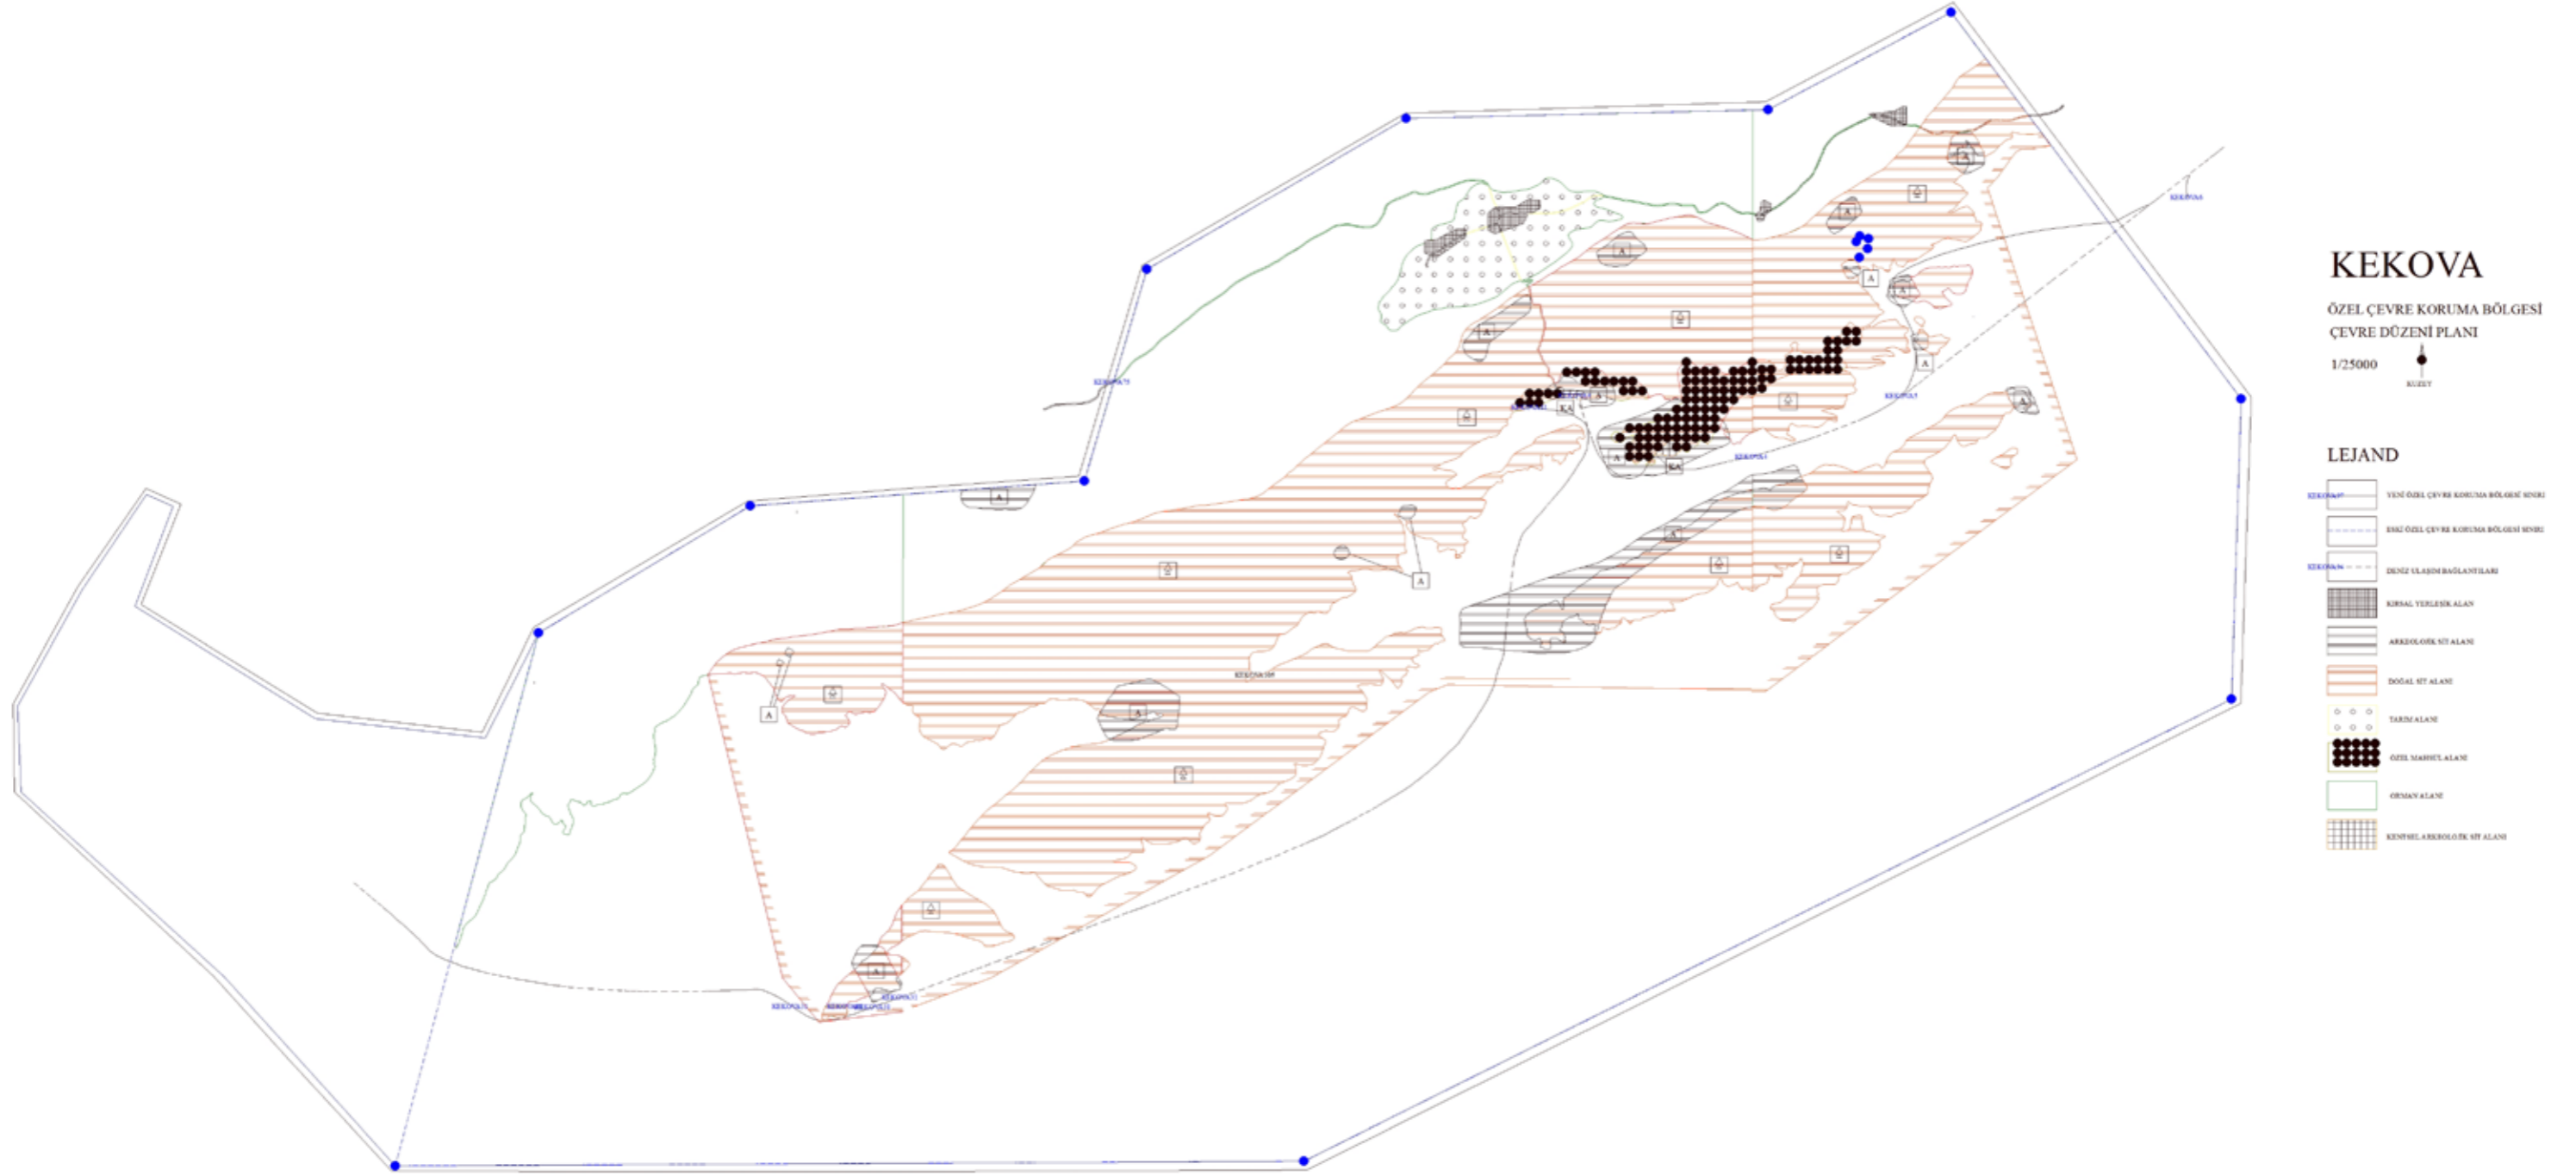 KEKOVA
ÖZEL ÇEVRE KORUMA BÖLGESİ
ÇEVRE DÜZENİ PLANI
1/25000
KUZEY
LEJAND
YENİ ÖZEL ÇEVRE KORUMA BÖLGESİ SINIRI
ESKİ ÖZEL ÇEVRE KORUMA BÖLGESİ SINIRI
DENİZ ULAŞIM BAĞLANTILARI
KIRSAL YERLEŞİK ALAN
ARKEOLOJİK SİT ALANI
DOĞAL SİT ALANI
TARIM ALANI
ÖZEL MAHSUL ALANI
ORMAN ALANI
KENTSEL ARKEOLOJİK SİT ALANI
A
A
A
A
A
A
A
A
A
KA
A
KA
A
A
A
A
A
A
A